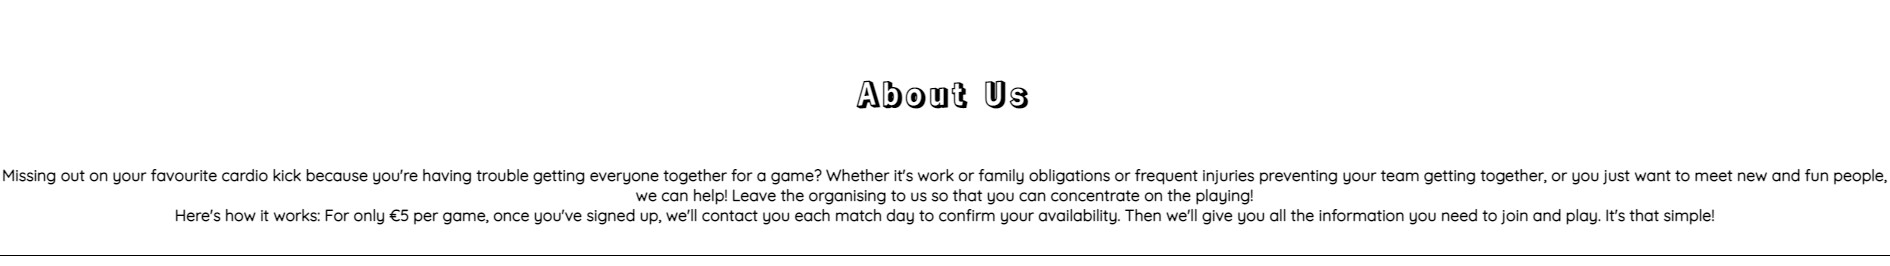 About Us
Missing out on your favourite cardio kick because you're having trouble getting everyone together for a game? Whether it's work or family obligations or frequent injuries preventing your team getting together, or you just want to meet new and fun people,
we can help! Leave the organising to us so that you can concentrate on the playing!
Here's how it works: For only €5 per game, once you've signed up, we'll contact you each match day to confirm your availability. Then we'll give you all the information you need to join and play. It's that simple!